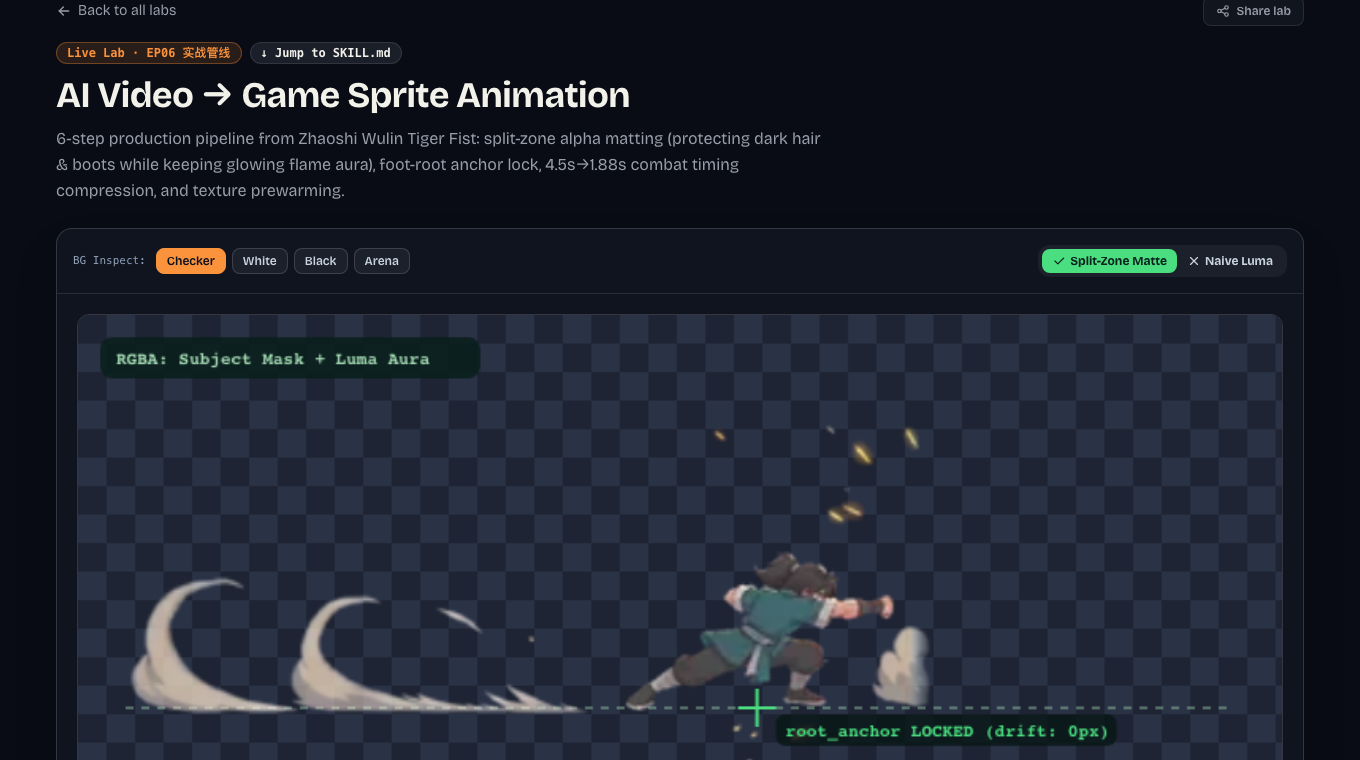 ← Back to all labs
Share lab
Live Lab · EP06 实战管线
↓ Jump to SKILL.md
AI Video → Game Sprite Animation
6-step production pipeline from Zhaoshi Wulin Tiger Fist: split-zone alpha matting (protecting dark hair
& boots while keeping glowing flame aura), foot-root anchor lock, 4.5s→1.88s combat timing
compression, and texture prewarming.
BG Inspect:
Checker
White
Black
Arena
✓ Split-Zone Matte
✕ Naive Luma
RGBA: Subject Mask + Luma Aura
root_anchor LOCKED (drift: 0px)